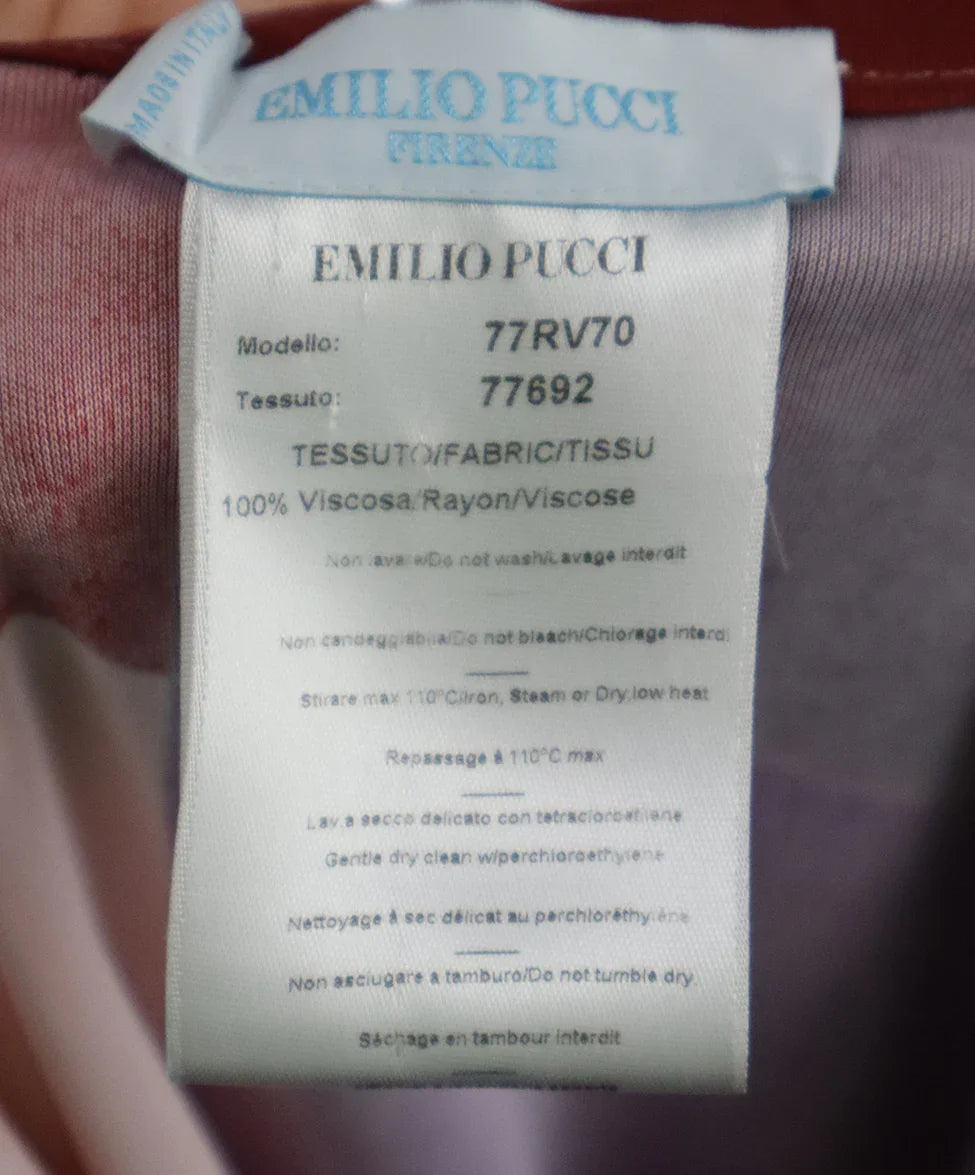 MADE IN ITALY
EMILIO PUCCI
FIRENZE
EMILIO PUCCI
Modello: 77RV70
Tessuto: 77692
TESSUTO/FABRIC/TISSU
100% Viscosa/Rayon/Viscose
Non lavare/Do not wash/Lavage interdit
Non candeggiabile/Do not bleach/Chlorage interdi
Stirare max 110°C/Iron, Steam or Dry,low heat
Repassage à 110°C max
Lav.a secco delicato con tetracloroetilene
Gentle dry clean w/perchloroethylene
Nettoyage à sec délicat au perchloréthylène
Non asciugare a tamburo/Do not tumble dry
Séchage en tambour interdit